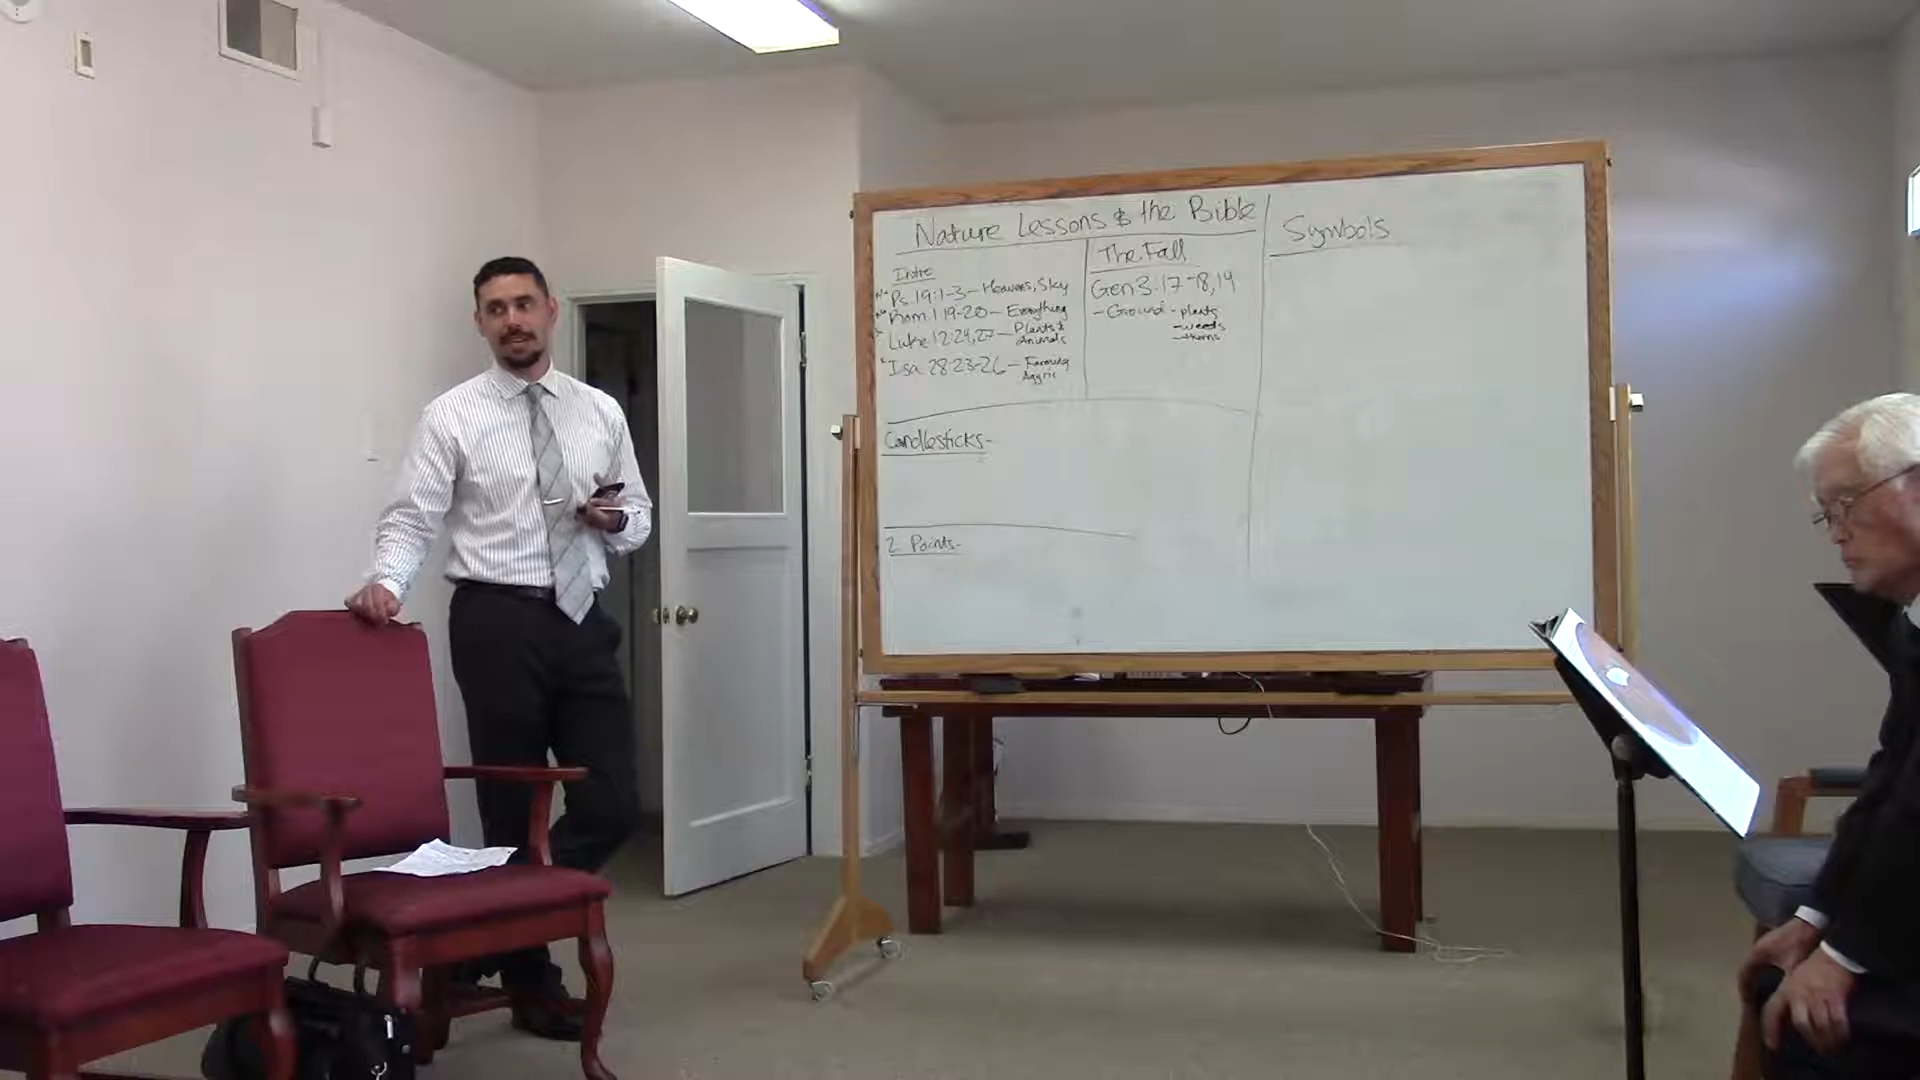 Nature Lessons & the Bible
Intro
Ps. 19:1-3 – Heavens, Sky
Rom. 1:19-20 – Everything
Luke 12:24,27 – Plants & Animals
Isa. 28:23-26 – Farming
The Fall
Gen 3:17-18,19
- Ground - plants
- weeds
- thorns
Candlesticks-
2 Points-
Symbols